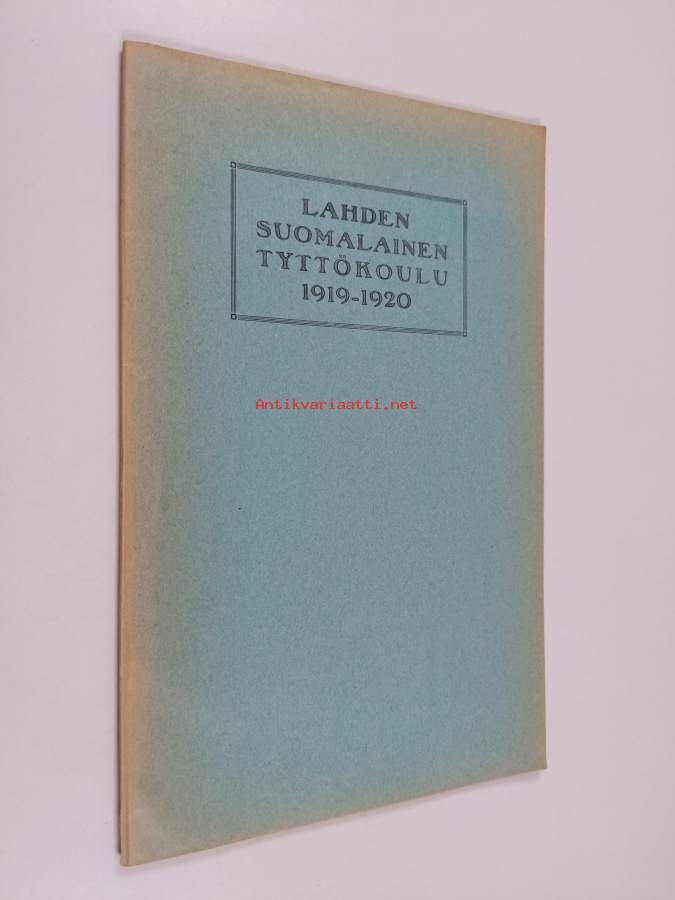 LAHDEN
SUOMALAINEN
TYTTÖKOULU
1919-1920
Antikvariaatti.net